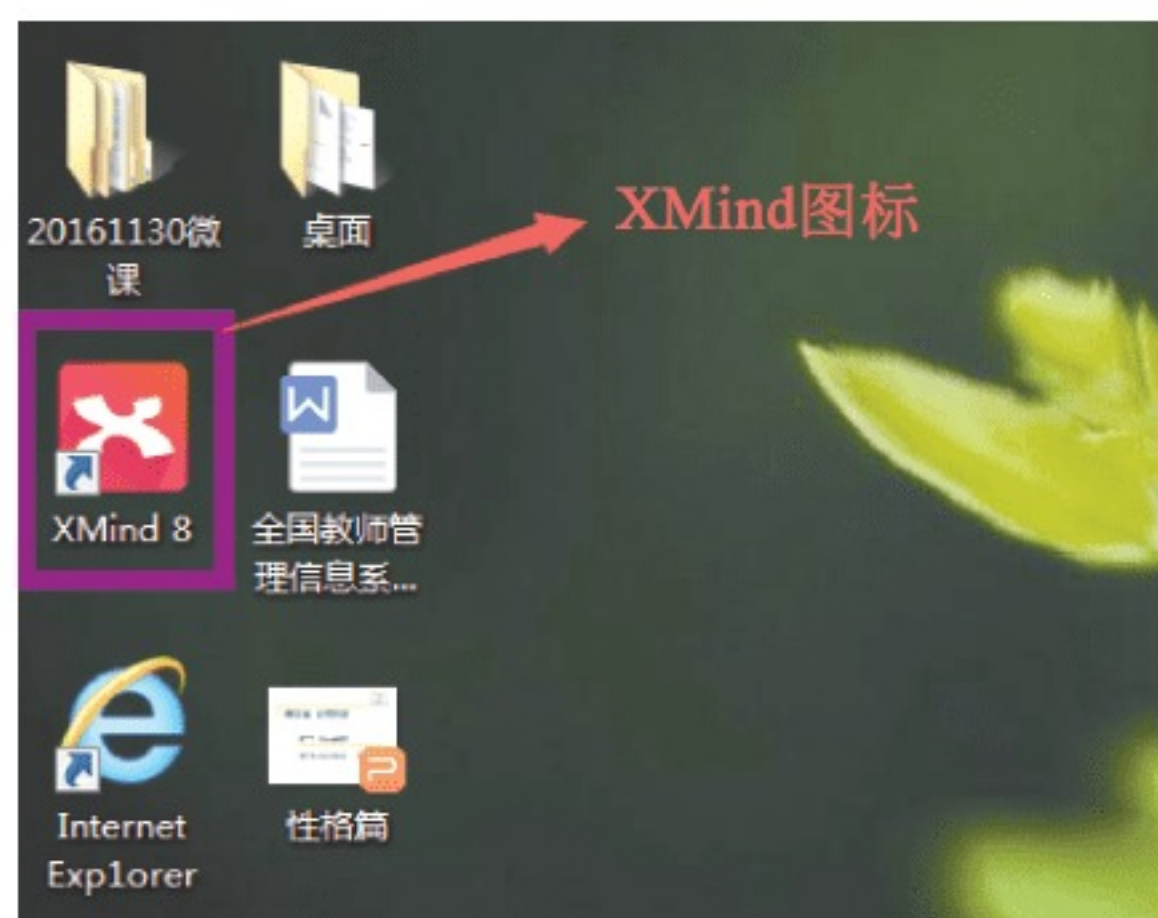 20161130微
课
桌面
XMind图标
XMind 8
全国教师管
理信息系...
Internet
Exp1orer
性格篇